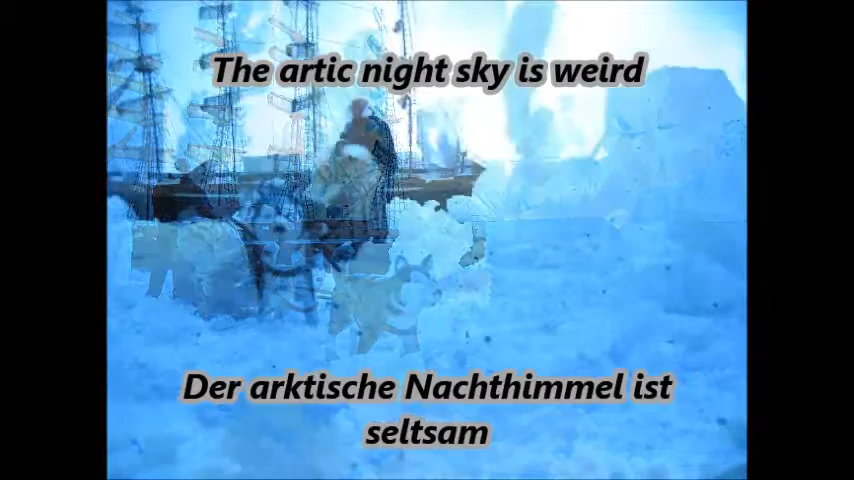 The artic night sky is weird
Der arktische Nachthimmel ist
seltsam